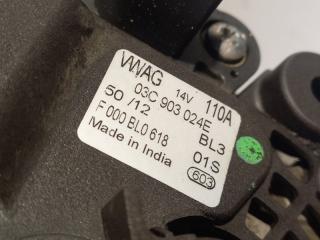 VWAG 14V 110A
03C 903 024E
50/12 BL3
F 000 BL0 618 01S
Made in India 603